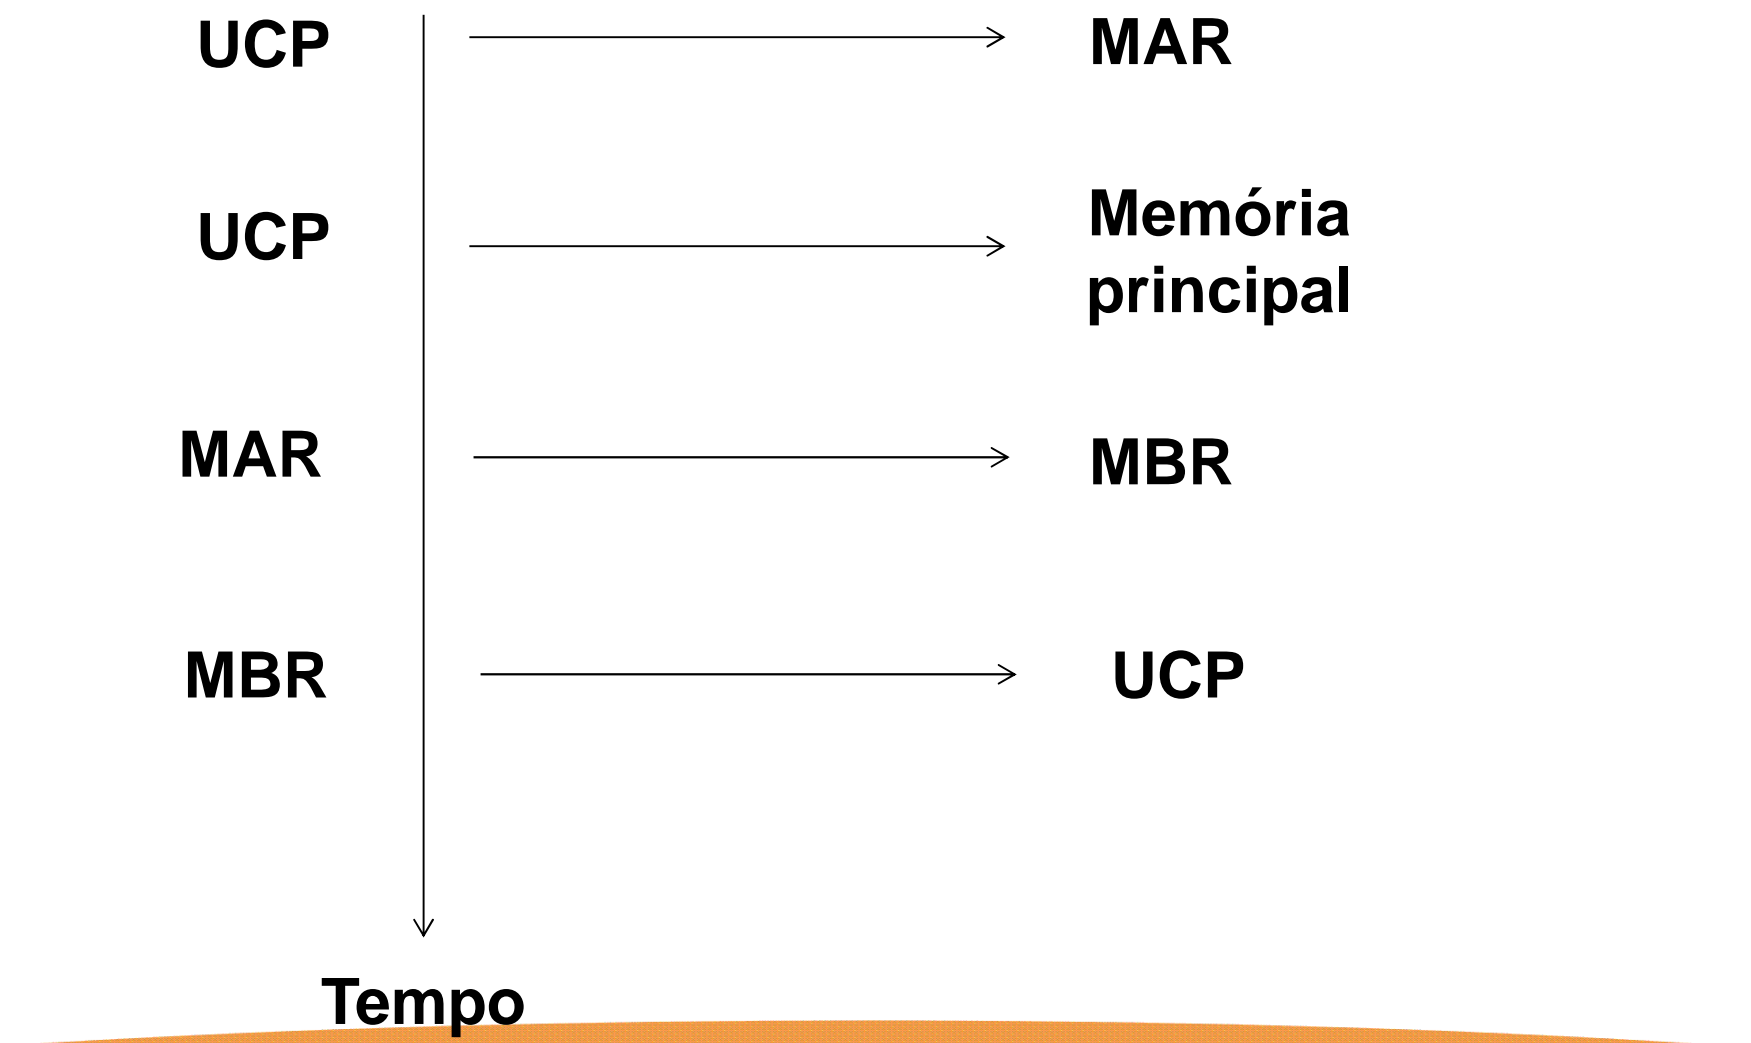 UCP
MAR
UCP
Memória
principal
MAR
MBR
MBR
UCP
Tempo